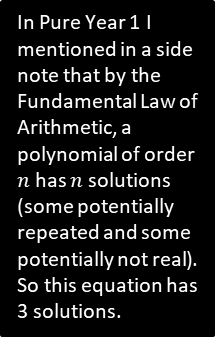 In Pure Year 1 I
mentioned in a side
note that by the
Fundamental Law of
Arithmetic, a
polynomial of order
𝑛 has 𝑛 solutions
(some potentially
repeated and some
potentially not real).
So this equation has
3 solutions.